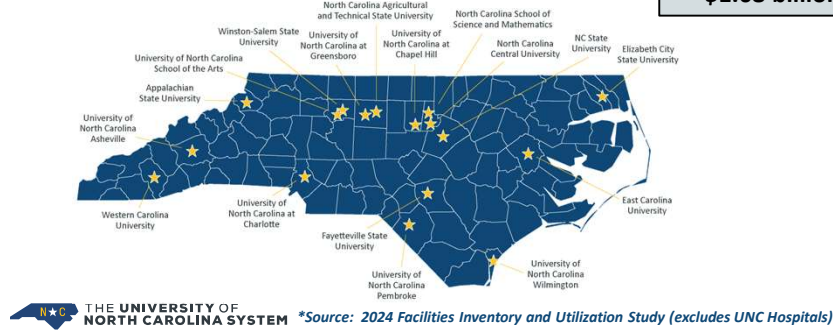 North Carolina Agricultural
and Technical State University
North Carolina School of
Science and Mathematics
Winston-Salem State
University
University of
North Carolina at
Greensboro
University of
North Carolina at
Chapel Hill
North Carolina
Central University
NC State
University
Elizabeth City
State University
University of North Carolina
School of the Arts
Appalachian
State University
University of
North Carolina
Asheville
Western Carolina
University
University of
North Carolina at
Charlotte
Fayetteville State
University
University of
North Carolina
Pembroke
University of
North Carolina
Wilmington
East Carolina
University
N★C THE UNIVERSITY OF
NORTH CAROLINA SYSTEM
*Source: 2024 Facilities Inventory and Utilization Study (excludes UNC Hospitals)